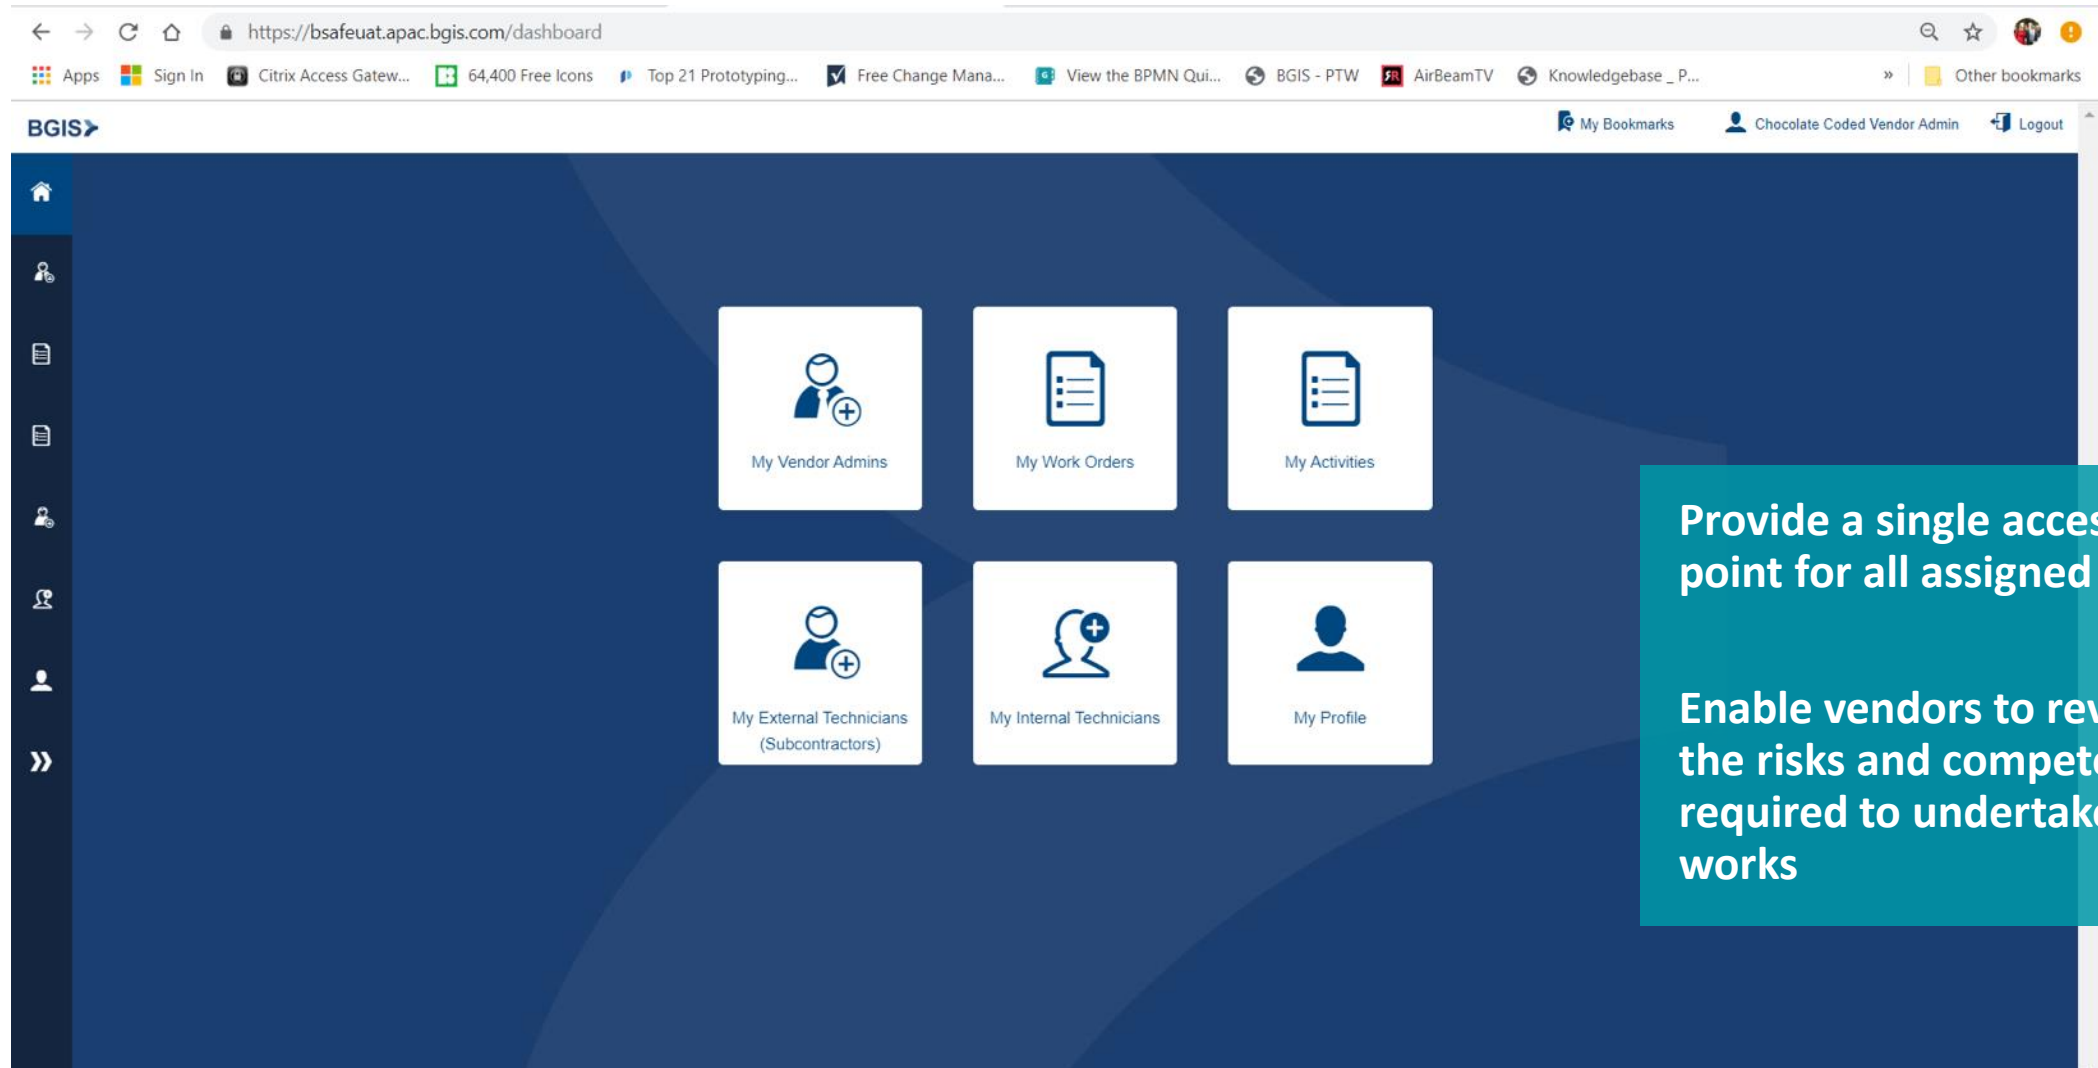 https://bsafeuat.apac.bgis.com/dashboard
Apps Sign In Citrix Access Gatew... 64,400 Free Icons Top 21 Prototyping... Free Change Mana... View the BPMN Qui... BGIS - PTW AirBeamTV Knowledgebase _ P... » Other bookmarks
BGIS My Bookmarks Chocolate Coded Vendor Admin Logout
My Vendor Admins My Work Orders My Activities
My External Technicians
(Subcontractors)
My Internal Technicians
My Profile
Provide a single acces
point for all assigned
Enable vendors to rev
the risks and compete
required to undertake
works